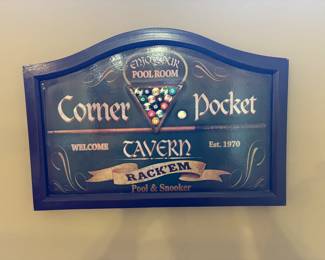 ENJOY OUR
POOL ROOM
Corner Pocket
WELCOME TAVERN Est. 1970
RACK'EM
Pool & Snooker